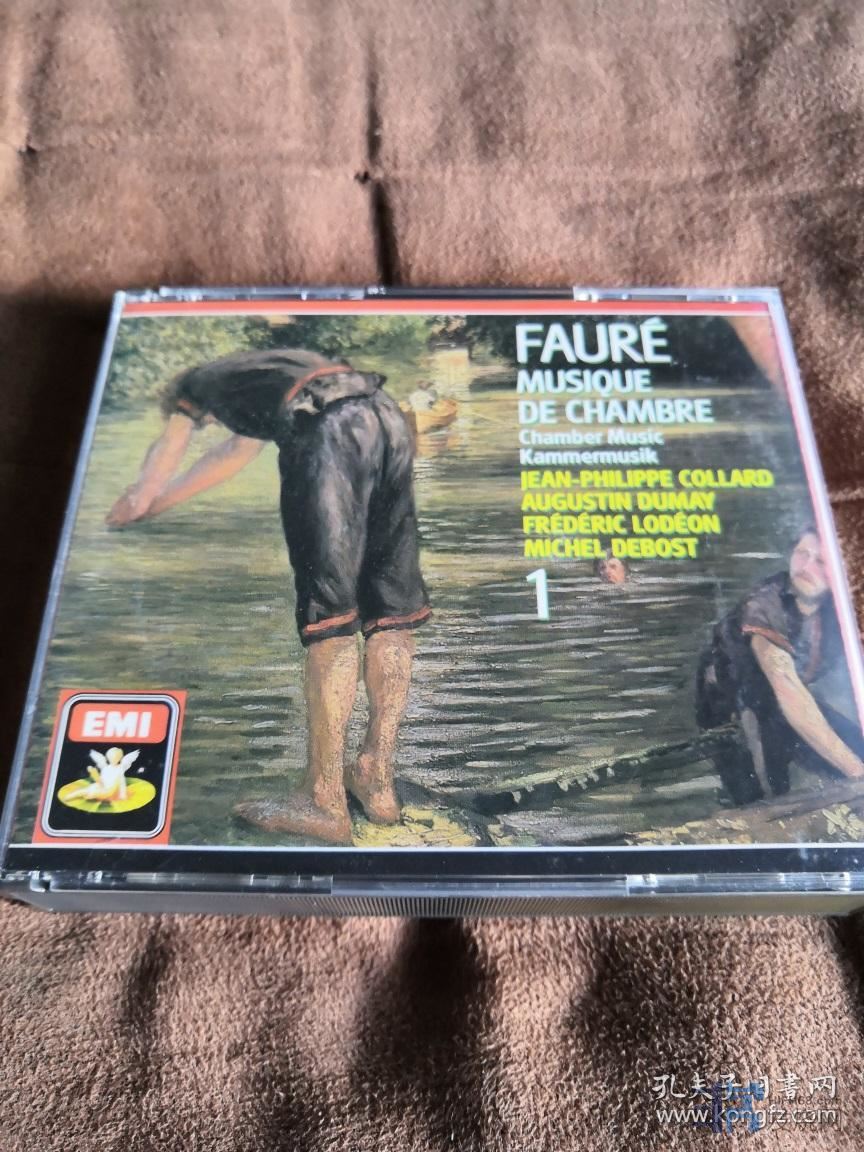 FAURÉ
MUSIQUE
DE CHAMBRE
Chamber Music
Kammermusik
JEAN-PHILIPPE COLLARD
AUGUSTIN DUMAY
FRÉDÉRIC LODÉON
MICHEL DEBOST
1
EMI
孔夫子旧书网
www.kongfz.com